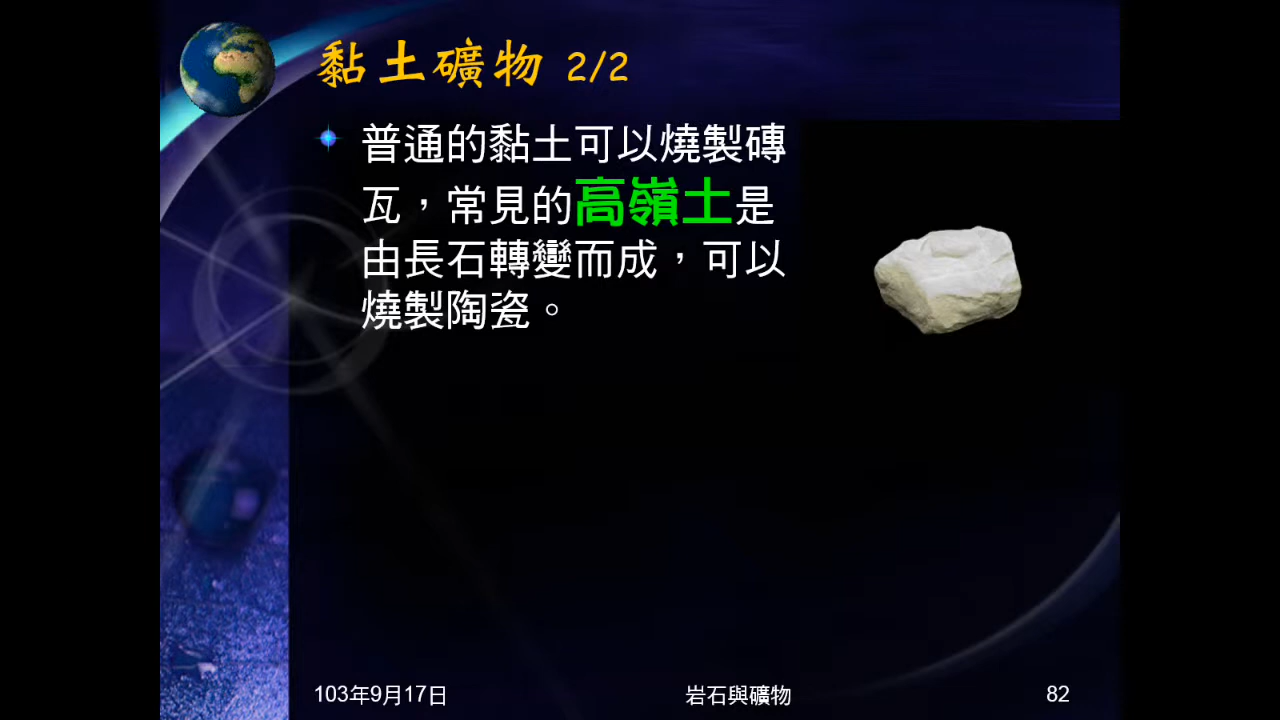 黏土礦物 2/2
普通的黏土可以燒製磚
瓦，常見的高嶺土是
由長石轉變而成，可以
燒製陶瓷。
103年9月17日
岩石與礦物
82